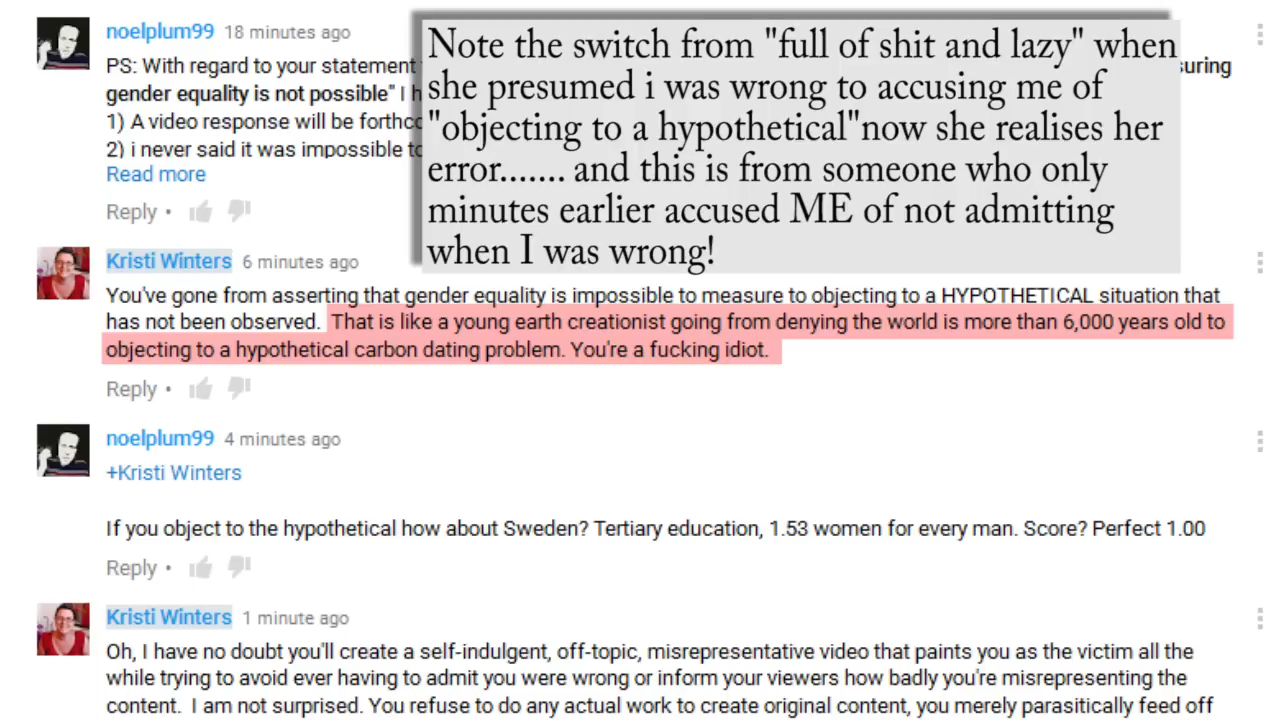 noelplum99 18 minutes ago
PS: With regard to your statement suring
gender equality is not possible" I h
1) A video response will be forthco
2) i never said it was impossible to
Read more
Reply •
Note the switch from "full of shit and lazy" when
she presumed i was wrong to accusing me of
"objecting to a hypothetical"now she realises her
error....... and this is from someone who only
minutes earlier accused ME of not admitting
when I was wrong!
Kristi Winters 6 minutes ago
You've gone from asserting that gender equality is impossible to measure to objecting to a HYPOTHETICAL situation that
has not been observed. That is like a young earth creationist going from denying the world is more than 6,000 years old to
objecting to a hypothetical carbon dating problem. You're a fucking idiot.
Reply •
noelplum99 4 minutes ago
+Kristi Winters
If you object to the hypothetical how about Sweden? Tertiary education, 1.53 women for every man. Score? Perfect 1.00
Reply •
Kristi Winters 1 minute ago
Oh, I have no doubt you'll create a self-indulgent, off-topic, misrepresentative video that paints you as the victim all the
while trying to avoid ever having to admit you were wrong or inform your viewers how badly you're misrepresenting the
content. I am not surprised. You refuse to do any actual work to create original content, you merely parasitically feed off